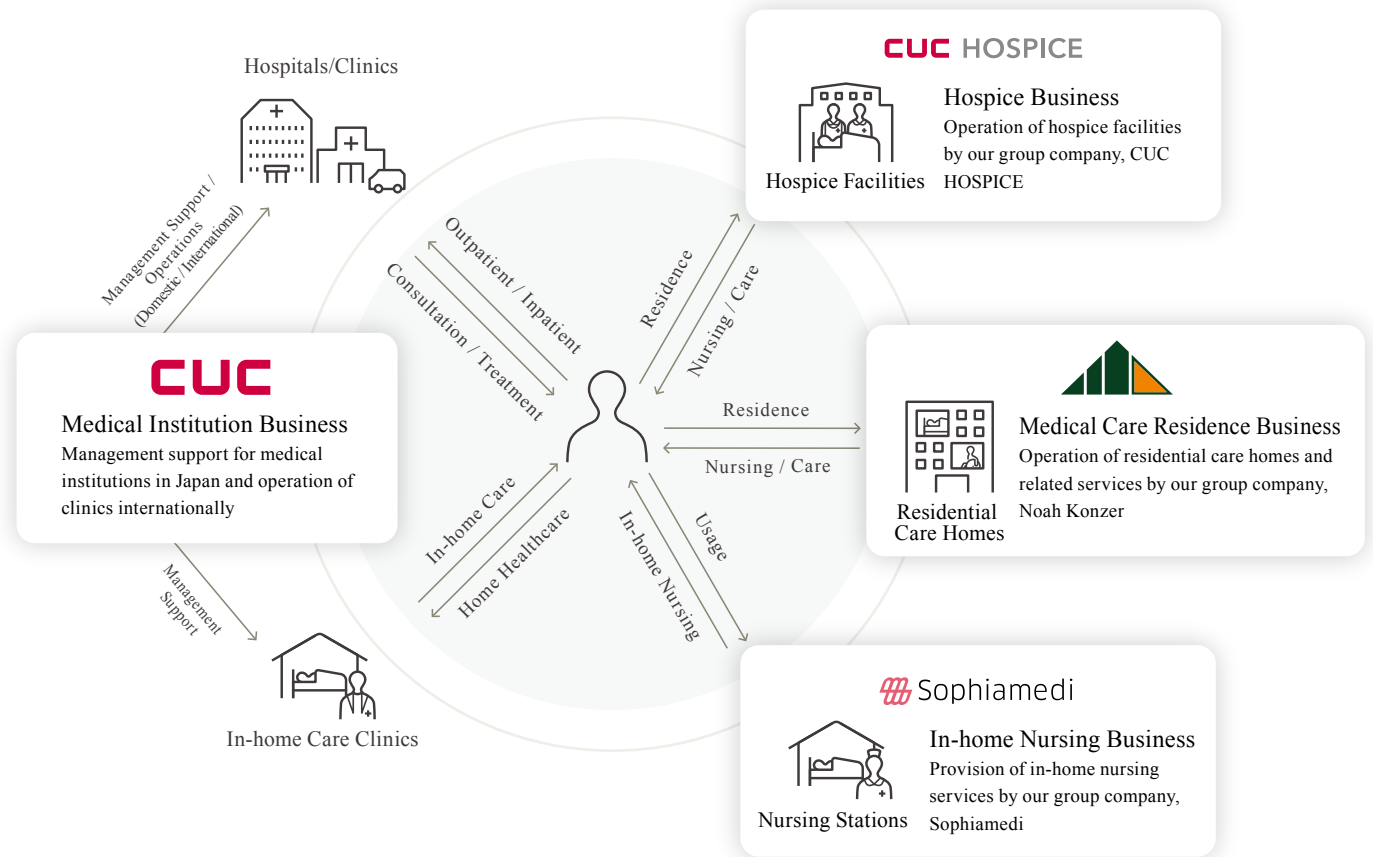 Hospitals/Clinics
Management Support /
Operations
(Domestic / International)
CUC
Medical Institution Business
Management support for medical
institutions in Japan and operation of
clinics internationally
Management
Support
In-home Care Clinics
Outpatient / Inpatient
Consultation / Treatment
In-home Care
Home Healthcare
Residence
Nursing / Care
Residence
Nursing / Care
Usage
In-home Nursing
CUC HOSPICE
Hospice Facilities
Hospice Business
Operation of hospice facilities
by our group company, CUC
HOSPICE
Residential
Care Homes
Medical Care Residence Business
Operation of residential care homes and
related services by our group company,
Noah Konzer
Sophiamedi
Nursing Stations
In-home Nursing Business
Provision of in-home nursing
services by our group company,
Sophiamedi